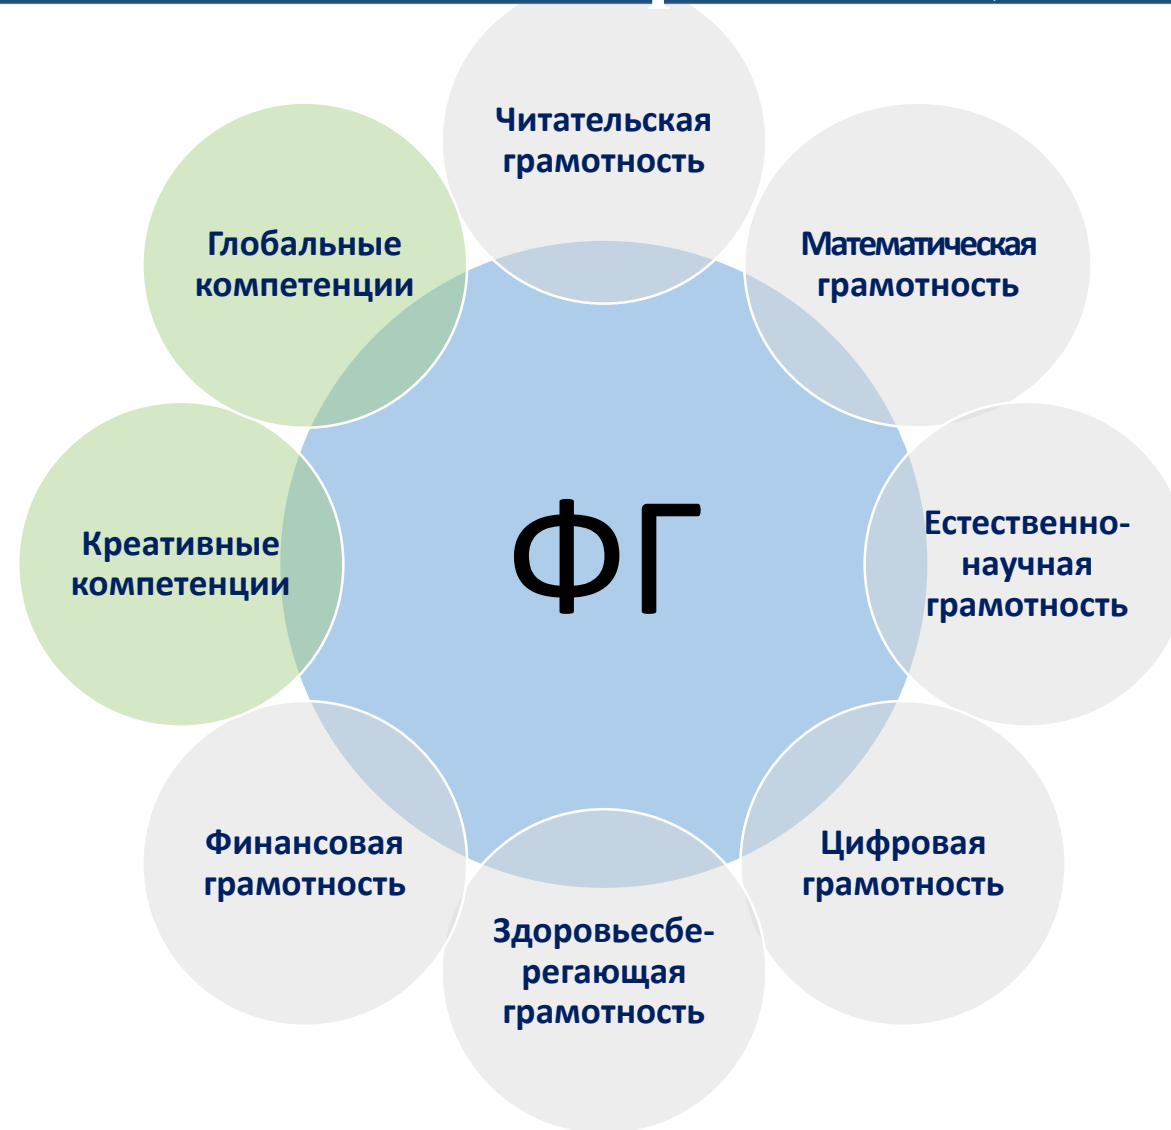 Читательская
грамотность
Математическая
грамотность
Естественно-
научная
грамотность
Цифровая
грамотность
Здоровьесбе-
регающая
грамотность
Финансовая
грамотность
Креативные
компетенции
Глобальные
компетенции
ФГ